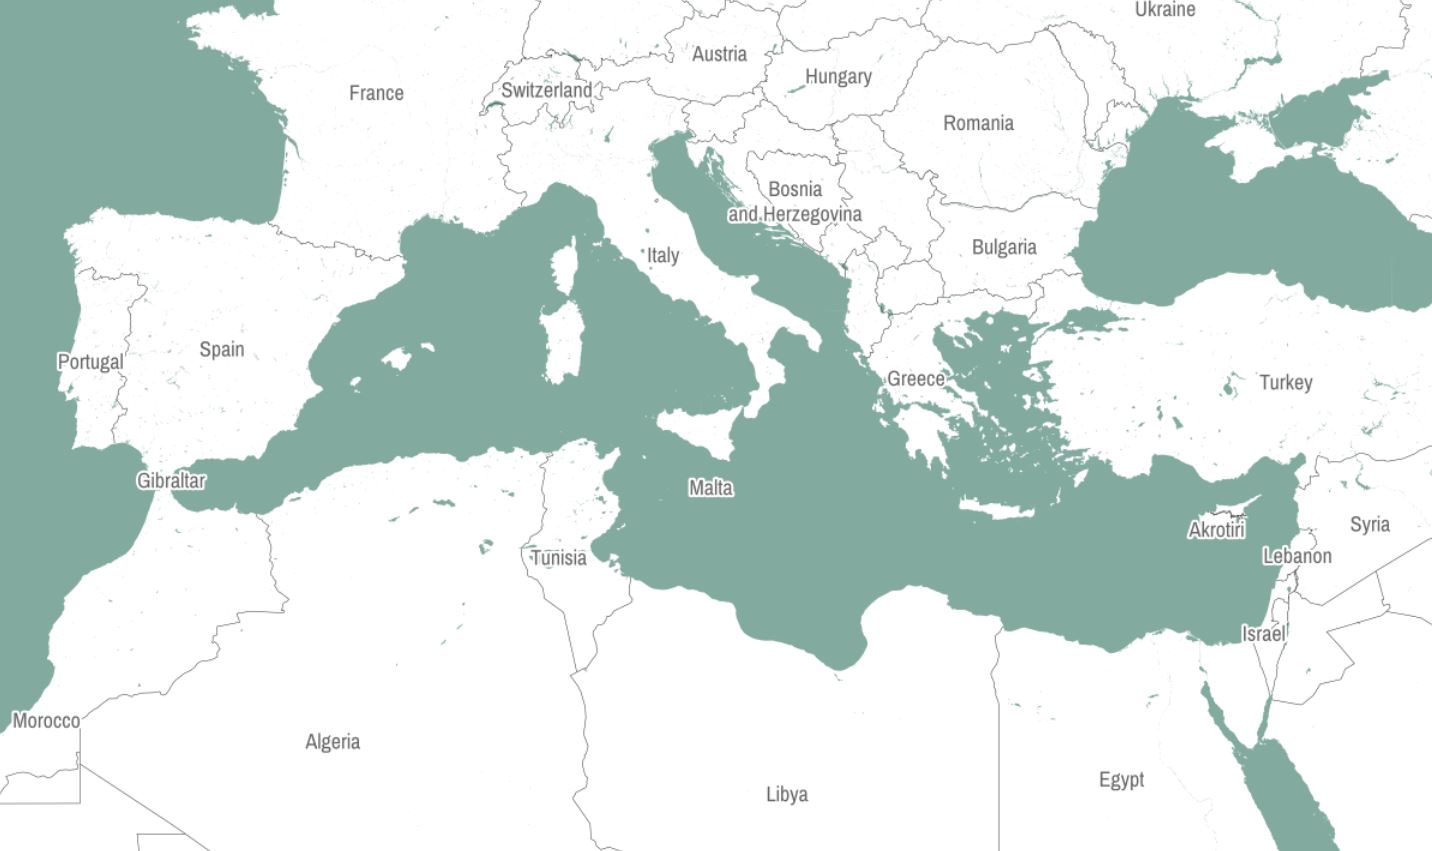 Ukraine
Austria
Hungary
Switzerland
France
Romania
Bosnia
and Herzegovina
Bulgaria
Italy
Spain
Portugal
Greece
Turkey
Gibraltar
Malta
Syria
Akrotiri
Lebanon
Tunisia
Israel
Morocco
Algeria
Egypt
Libya